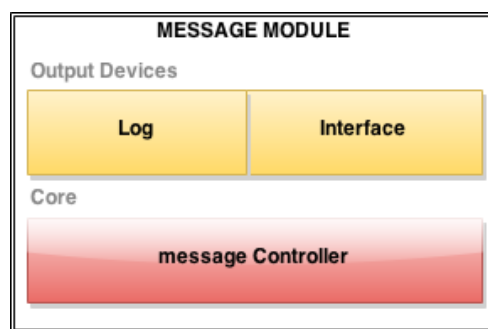 MESSAGE MODULE
Output Devices
Log Interface
Core
message Controller